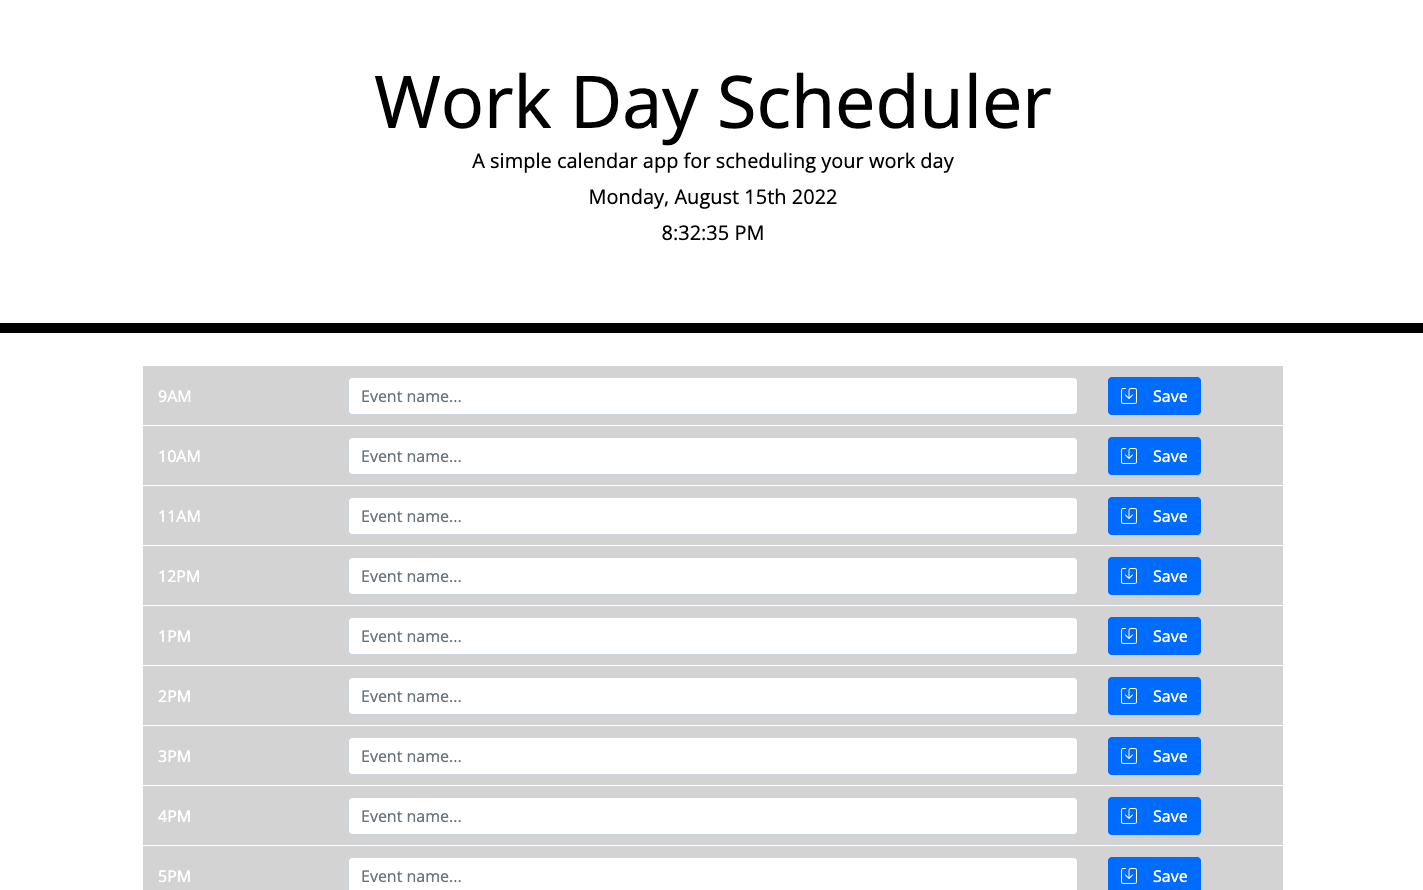 Work Day Scheduler
A simple calendar app for scheduling your work day
Monday, August 15th 2022
8:32:35 PM
9AM Event name... Save
10AM Event name... Save
11AM Event name... Save
12PM Event name... Save
1PM Event name... Save
2PM Event name... Save
3PM Event name... Save
4PM Event name... Save
5PM Event name... Save